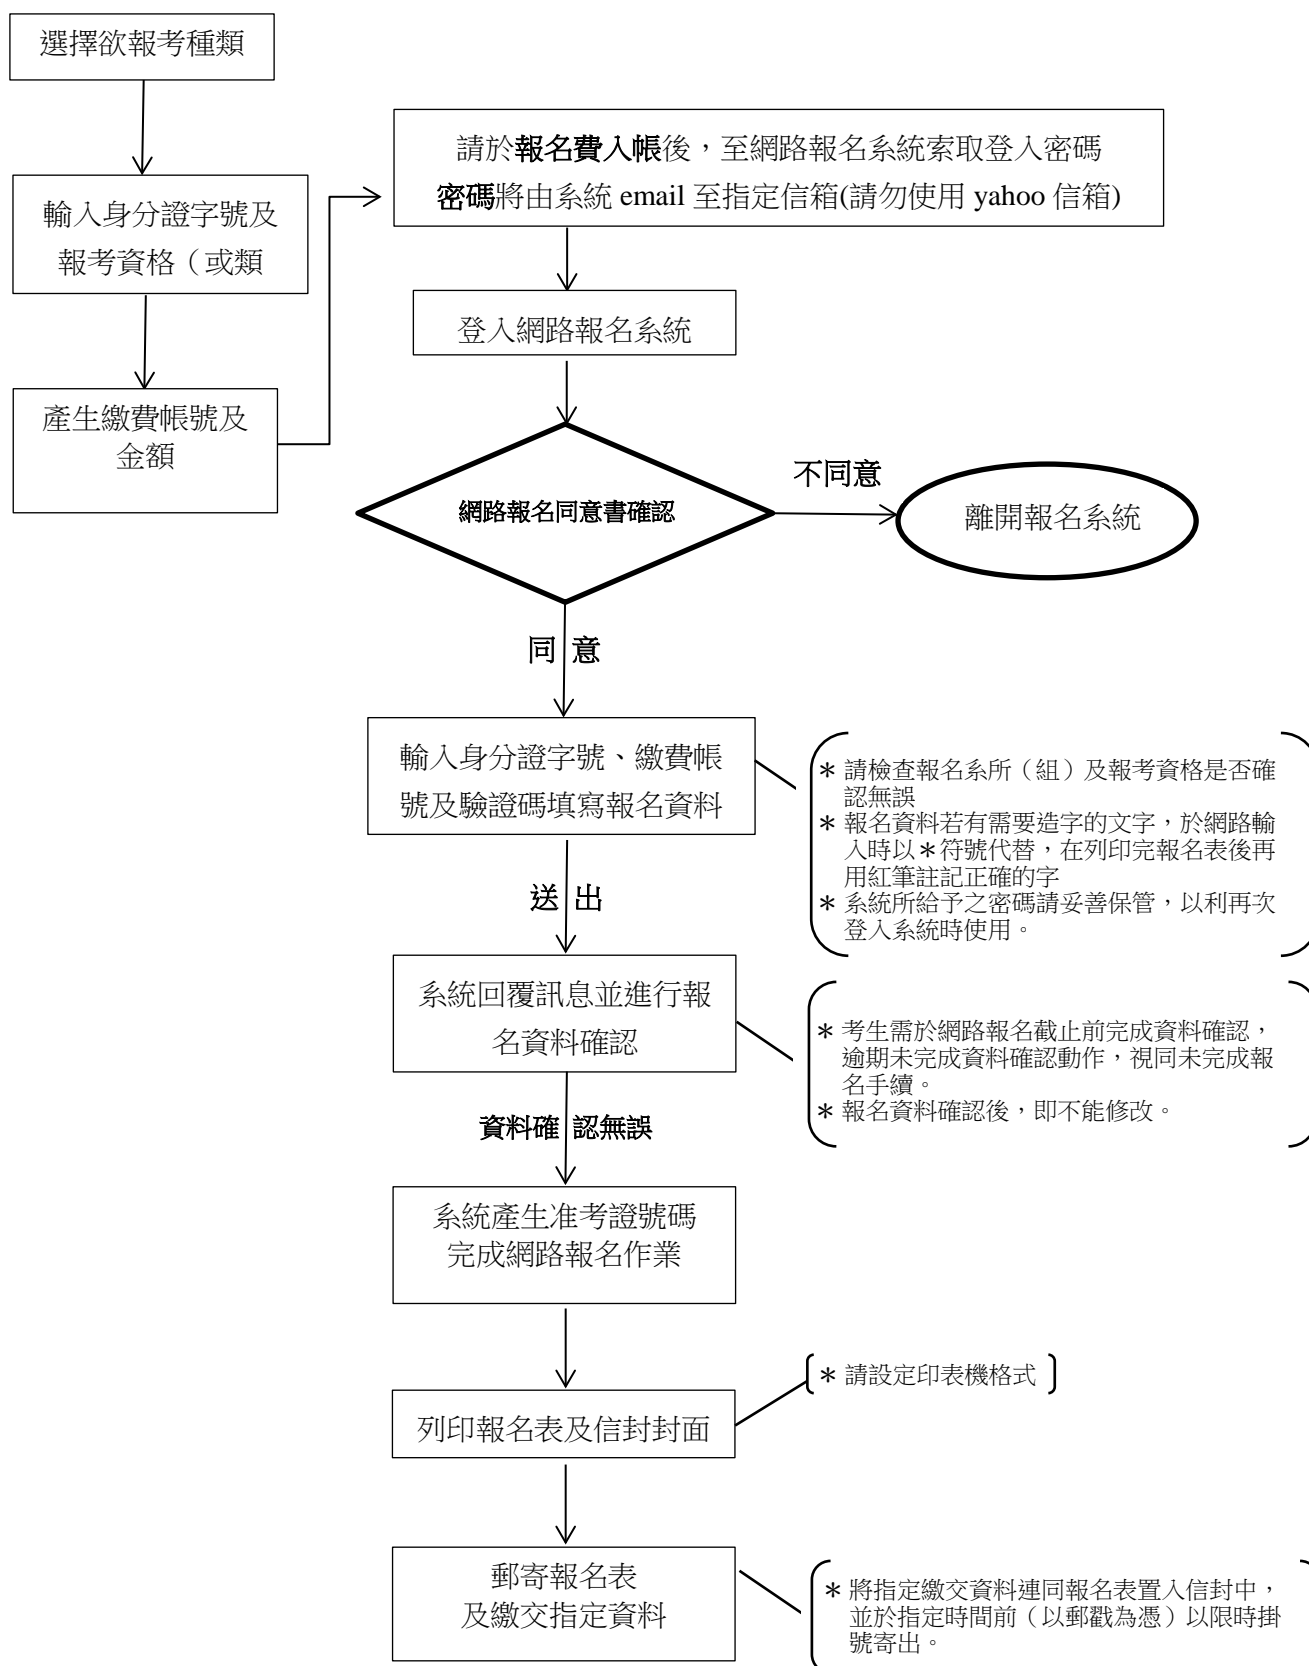 選擇欲報考種類
輸入身分證字號及
報考資格（或類
產生繳費帳號及
金額
請於報名費入帳後，至網路報名系統索取登入密碼
密碼將由系統 email 至指定信箱(請勿使用 yahoo 信箱)
登入網路報名系統
網路報名同意書確認
不同意
離開報名系統
同意
輸入身分證字號、繳費帳
號及驗證碼填寫報名資料
＊請檢查報名系所（組）及報考資格是否確
認無誤
＊報名資料若有需要造字的文字，於網路輸
入時以＊符號代替，在列印完報名表後再
用紅筆註記正確的字
＊系統所給予之密碼請妥善保管，以利再次
登入系統時使用。
送出
系統回覆訊息並進行報
名資料確認
＊考生需於網路報名截止前完成資料確認，
逾期未完成資料確認動作，視同未完成報
名手續。
＊報名資料確認後，即不能修改。
資料確認無誤
系統產生准考證號碼
完成網路報名作業
＊請設定印表機格式
列印報名表及信封封面
郵寄報名表
及繳交指定資料
＊將指定繳交資料連同報名表置入信封中，
並於指定時間前（以郵戳為憑）以限時掛
號寄出。